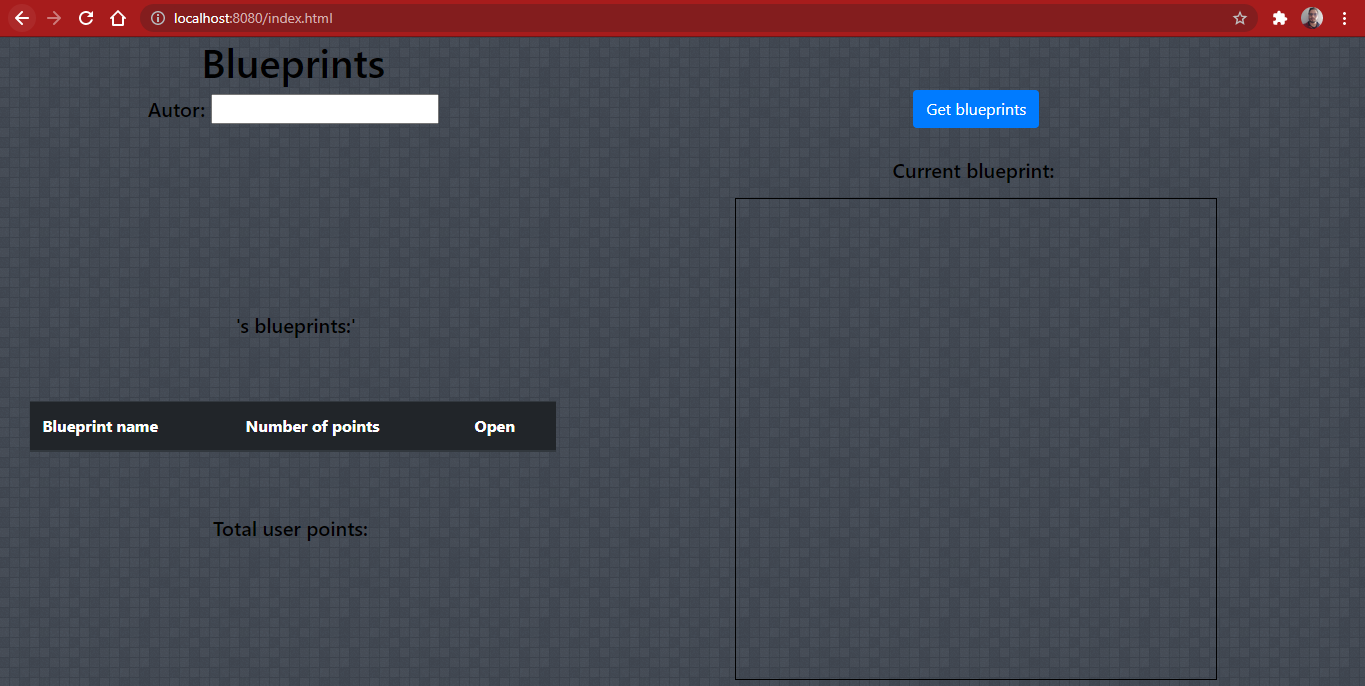 localhost:8080/index.html
Blueprints
Autor:
Get blueprints
Current blueprint:
's blueprints:'
Blueprint name Number of points Open
Total user points: